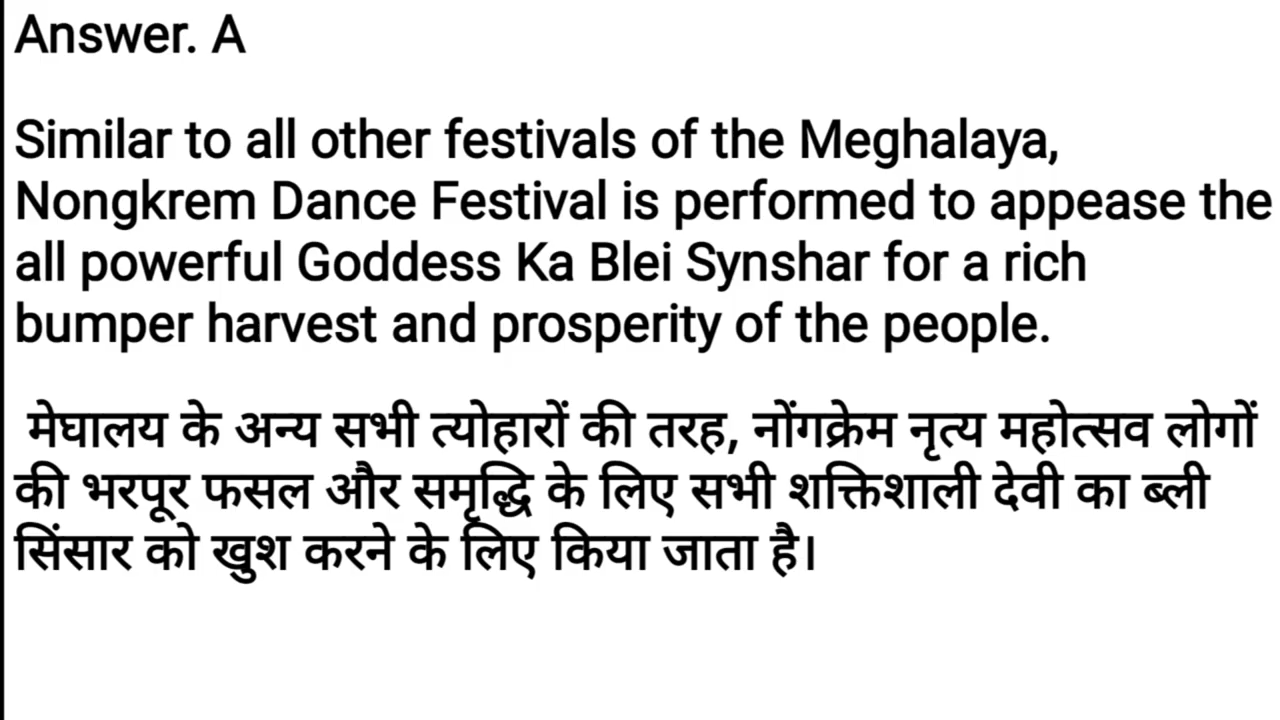 Answer. A
Similar to all other festivals of the Meghalaya,
Nongkrem Dance Festival is performed to appease the
all powerful Goddess Ka Blei Synshar for a rich
bumper harvest and prosperity of the people.
मेघालय के अन्य सभी त्योहारों की तरह, नोंगक्रेम नृत्य महोत्सव लोगों
की भरपूर फसल और समृद्धि के लिए सभी शक्तिशाली देवी का ब्ली
सिंसार को खुश करने के लिए किया जाता है।